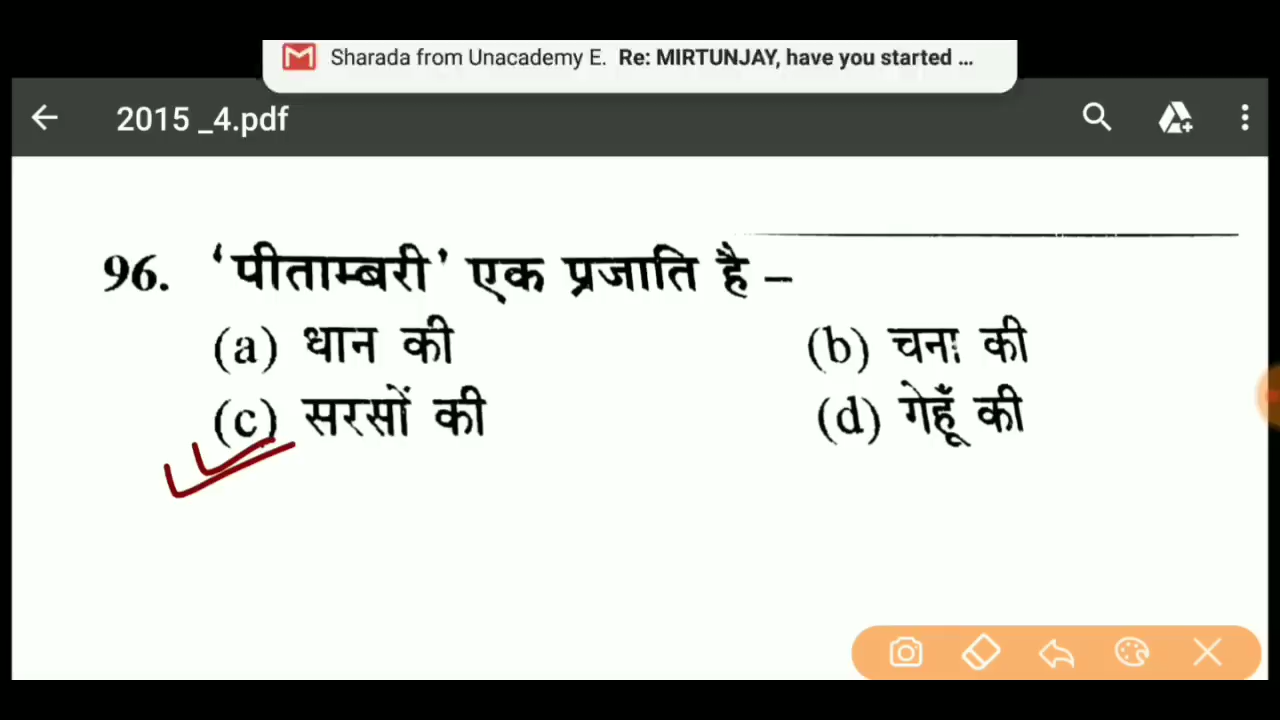 Sharada from Unacademy E. Re: MIRTUNJAY, have you started ...
2015 _4.pdf
96. 'पीताम्बरी' एक प्रजाति है –
(a) धान की (b) चना की
(c) सरसों की (d) गेहूँ की